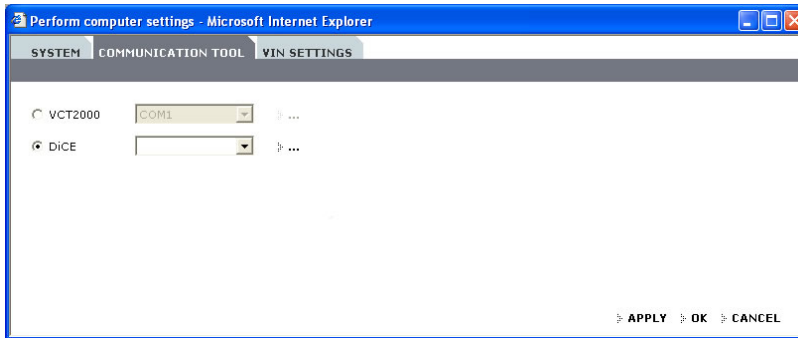 Perform computer settings - Microsoft Internet Explorer
SYSTEM COMMUNICATION TOOL VIN SETTINGS
VCT2000 COM1 ...
DiCE ...
APPLY OK CANCEL